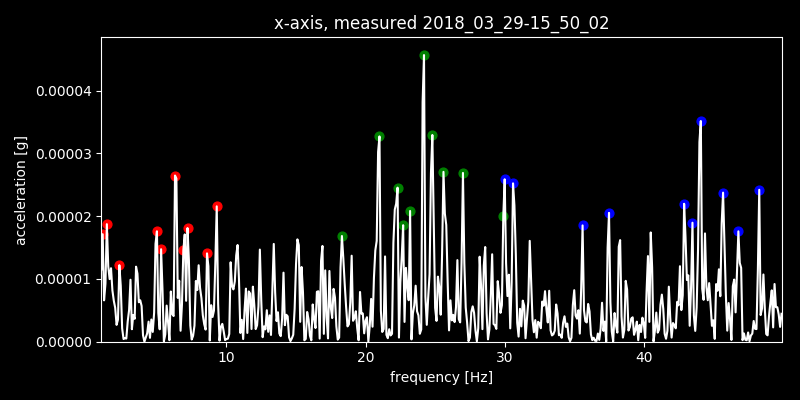 x-axis, measured 2018_03_29-15_50_02
0.00004
0.00003
0.00002
0.00001
0.00000
acceleration [g]
10 20 30 40
frequency [Hz]